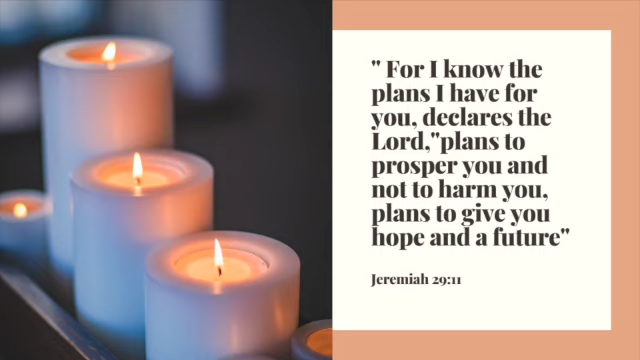 " For I know the
plans I have for
you, declares the
Lord,"plans to
prosper you and
not to harm you,
plans to give you
hope and a future"
Jeremiah 29:11